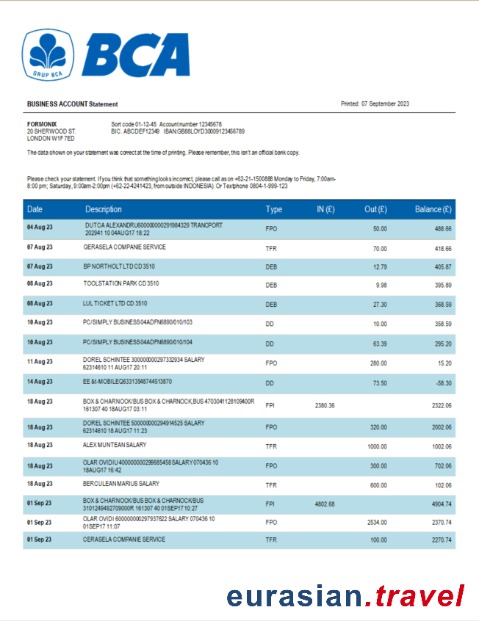 GRUP BCA
BCA
BUSINESS ACCOUNT Statement
Printed: 07 September 2023
FORMONIX
20 SHERWOOD ST
LONDON W1F 7ED
Sort code 01-12-45 Account number 12345678
BIC. ABCDEF12349 IBANGB88LOYD30009123456789
The data shown on your statement was correct at the time of printing. Please remember, this isn't an official bank copy.
Please check your statement. If you think that something looks incorrect, please call us on +62-21-1500888 Monday to Friday, 7:00am-
8:00 pm; Saturday, 9:00am-2:00pm (+62-22-4241423, from outside INDONESIA). Or Textphone 0804-1-999-123
Date Description Type IN (£) Out (£) Balance (£)
04 Aug 23 DUTCA ALEXANDRU600000000291984329 TRANCPORT FPO 50.00 488.66
202941 10 04AUG17 18:22
07 Aug 23 GERASELA COMPANIE SERVICE TFR 70.00 418.66
07 Aug 23 BP NORTHOLT LTD CD 3510 DEB 12.79 405.87
08 Aug 23 TOOLSTATION PARK CD 3510 DEB 9.98 395.89
08 Aug 23 LUL TICKET LTD CD 3510 DEB 27.30 368.59
10 Aug 23 PC/SIMPLY BUSINESS04ADFN6890/010/103 DD 10.00 358.59
10 Aug 23 PC/SIMPLY BUSINESS04ADFN6890/010/104 DD 63.39 295.20
11 Aug 23 DOREL SCHINTEE 300000000297332934 SALARY FPO 280.00 15.20
62314610 11 AUG17 20:11
14 Aug 23 EE &t-MOBILEQ63313848744513870 DD 73.50 -58.30
18 Aug 23 BOX & CHARNOCK/BUS BOX & CHARNOCK,BUS 4703041128109400R FPI 2380.36 2322.06
161307 40 18AUG17 03:11
18 Aug 23 DOREL SCHINTEE 500000000294914525 SALARY FPO 320.00 2002.06
62314610 18 AUG17 11:23
18 Aug 23 ALEX MUNTEAN SALARY TFR 1000.00 1002.06
18 Aug 23 OLAR OVIDIU400000000299685458 SALARY 070436 10 FPO 300.00 702.06
18AUG17 16:42
18 Aug 23 BERCULEAN MARIUS SALARY TFR 600.00 102.06
01 Sep 23 BOX & CHARNOCK/BUS BOX & CHARNOCK/BUS FPI 4802.68 4904.74
3101249492709000R 161307 40 01SEP17 10:27
01 Sep 23 OLAR OVIDI 600000000297937622 SALARY 070436 10 FPO 2534.00 2370.74
01SEP17 11:07
01 Sep 23 CERASELA COMPANIE SERVICE TFR 100.00 2270.74
eurasian.travel